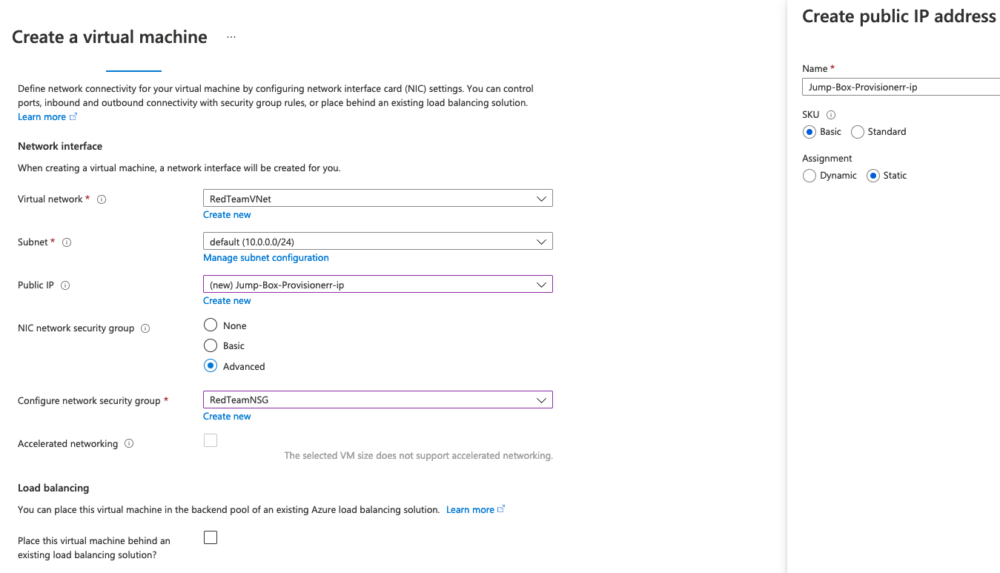 Create a virtual machine ...
Define network connectivity for your virtual machine by configuring network interface card (NIC) settings. You can control
ports, inbound and outbound connectivity with security group rules, or place behind an existing load balancing solution.
Learn more
Network interface
When creating a virtual machine, a network interface will be created for you.
Virtual network *
RedTeamVNet
Create new
Subnet *
default (10.0.0.0/24)
Manage subnet configuration
Public IP
(new) Jump-Box-Provisionerr-ip
Create new
NIC network security group
None
Basic
Advanced
Configure network security group *
RedTeamNSG
Create new
Accelerated networking
The selected VM size does not support accelerated networking.
Load balancing
You can place this virtual machine in the backend pool of an existing Azure load balancing solution. Learn more
Place this virtual machine behind an
existing load balancing solution?
Create public IP address
Name *
Jump-Box-Provisionerr-ip
SKU
Basic
Standard
Assignment
Dynamic
Static